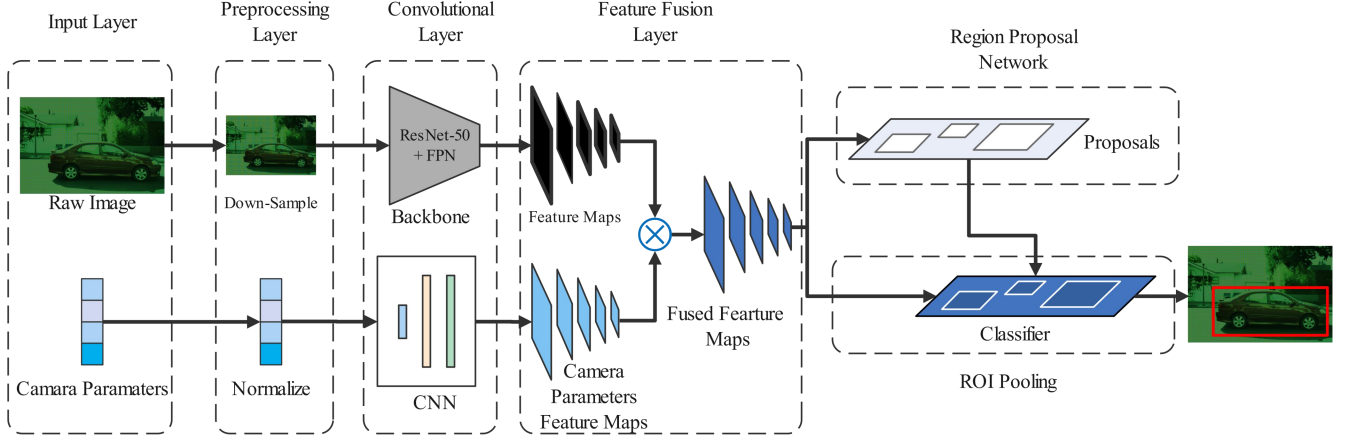 Input Layer
Preprocessing
Layer
Convolutional
Layer
Feature Fusion
Layer
Region Proposal
Network
Raw Image
Down-Sample
ResNet-50
+ FPN
Backbone
Feature Maps
Proposals
Camara Paramaters
Normalize
CNN
Camera
Parameters
Feature Maps
Fused Fearture
Maps
Classifier
ROI Pooling